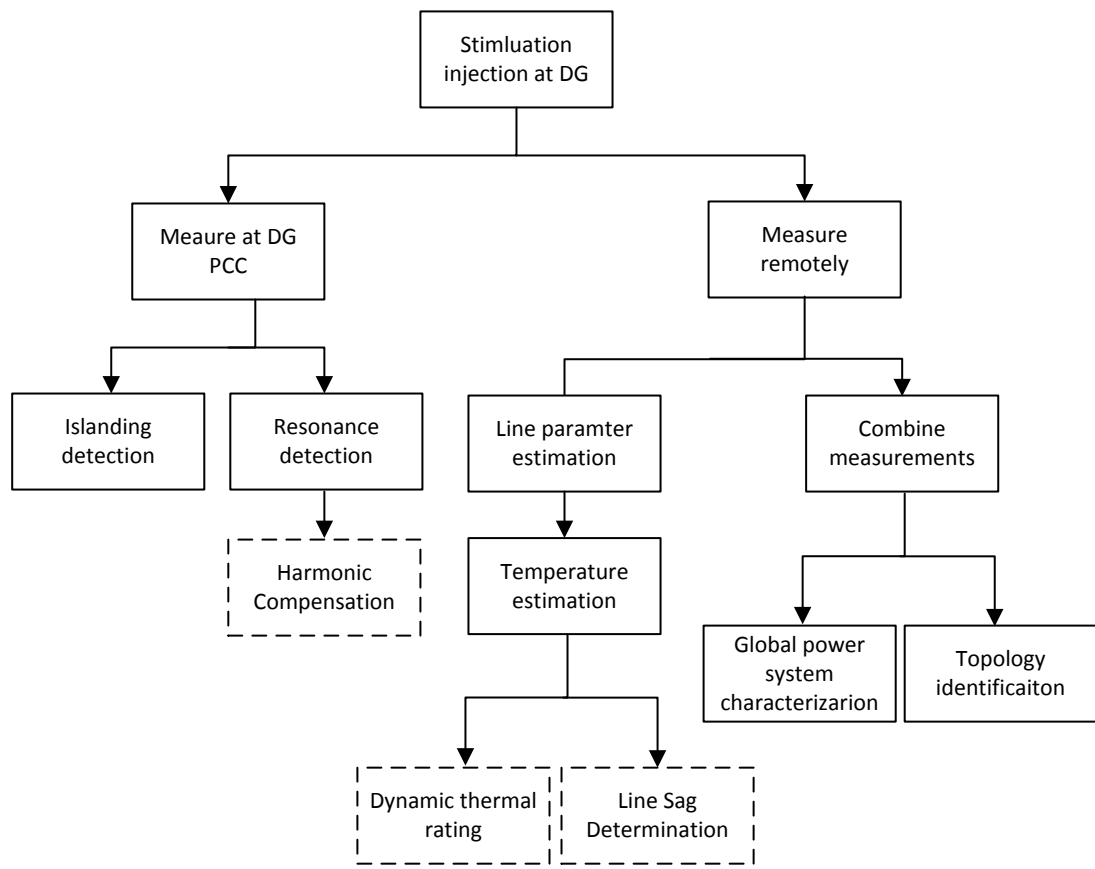 Stimluation
injection at DG
Meaure at DG
PCC
Measure
remotely
Islanding
detection
Resonance
detection
Line paramter
estimation
Combine
measurements
Harmonic
Compensation
Temperature
estimation
Global power
system
characterizarion
Topology
identificaiton
Dynamic thermal
rating
Line Sag
Determination